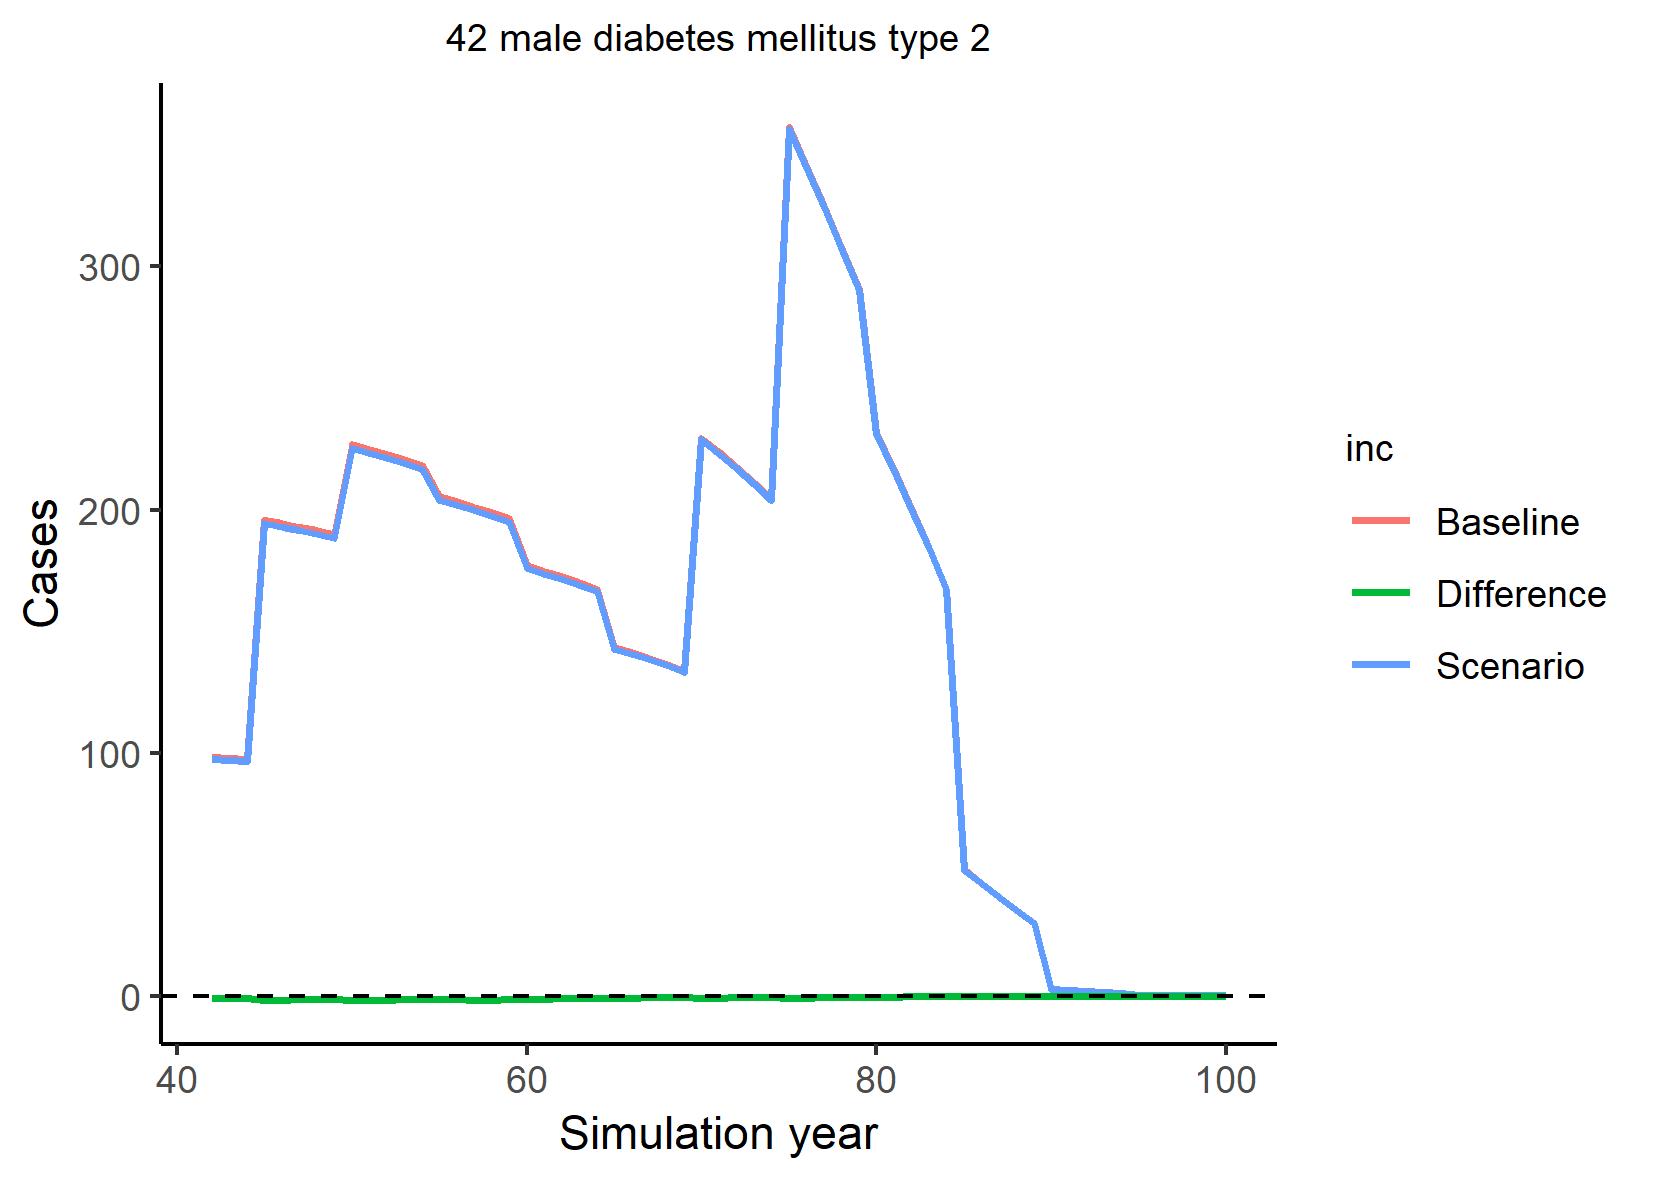 42 male diabetes mellitus type 2
Cases
300
200
100
0
40 60 80 100
Simulation year
inc
Baseline
Difference
Scenario